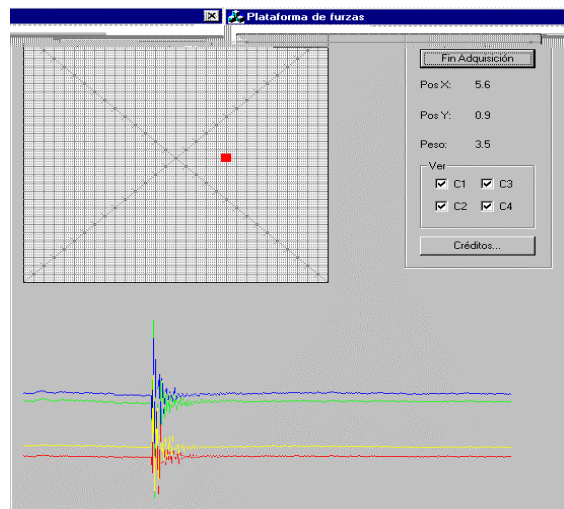 Plataforma de furzas
Fin Adquisición
Pos X: 5.6
Pos Y: 0.9
Peso: 3.5
Ver
C1 C3
C2 C4
Créditos...